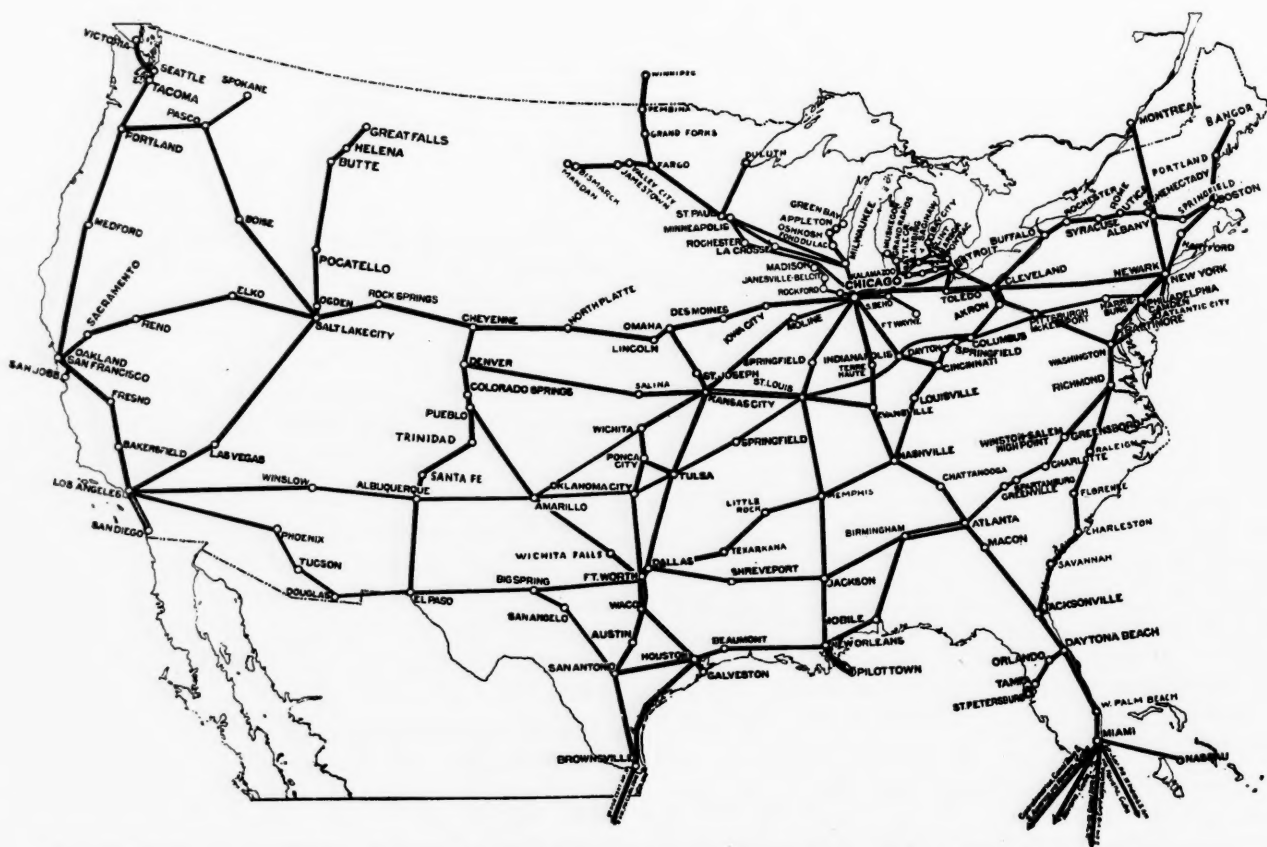 VICTORIA
SEATTLE
TACOMA
SPOKANE
PASCO
PORTLAND
GREAT FALLS
HELENA
BUTTE
MEDFORD
BOISE
POCATELLO
SACRAMENTO
RENO
ELKO
OGDEN
SALT LAKE CITY
ROCK SPRINGS
OAKLAND
SAN FRANCISCO
SAN JOSE
FRESNO
BAKERSFIELD
LAS VEGAS
LOS ANGELES
SAN DIEGO
WINSLOW
PHOENIX
TUCSON
DOUGLAS
ALBUQUERQUE
EL PASO
SANTA FE
TRINIDAD
PUEBLO
COLORADO SPRINGS
DENVER
CHEYENNE
NORTH PLATTE
WINNIPEG
PEMBINA
GRAND FORKS
FARGO
VALLEY CITY
JAMESTOWN
BISMARCK
MANDAN
DULUTH
ST PAUL
MINNEAPOLIS
ROCHESTER
LA CROSSE
GREEN BAY
APPLETON
OSHKOSH
FOND DU LAC
MILWAUKEE
MADISON
JANESVILLE-BELOIT
ROCKFORD
CHICAGO
KALAMAZOO
MUSKEGON
DETROIT
S. BEND
FT WAYNE
TOLEDO
CLEVELAND
AKRON
OMAHA
LINCOLN
DES MOINES
IOWA CITY
MOLINE
ST. JOSEPH
KANSAS CITY
SALINA
SPRINGFIELD
ST. LOUIS
INDIANAPOLIS
TERRE
HAUTE
EVANSVILLE
DAYTON
SPRINGFIELD
COLUMBUS
CINCINNATI
LOUISVILLE
NASHVILLE
WICHITA
PONCA
CITY
SPRINGFIELD
TULSA
OKLAHOMA CITY
AMARILLO
WICHITA FALLS
DALLAS
FT. WORTH
BIG SPRING
SAN ANGELO
WACO
AUSTIN
SAN ANTONIO
HOUSTON
BEAUMONT
GALVESTON
BROWNSVILLE
LITTLE
ROCK
TEXARKANA
SHREVEPORT
MEMPHIS
JACKSON
NEW ORLEANS
PILOTTOWN
MOBILE
BIRMINGHAM
ATLANTA
MACON
CHATTANOOGA
SPARTANBURG
GREENVILLE
CHARLOTTE
WINSTON-SALEM
HIGH POINT
GREENSBORO
RALEIGH
FLORENCE
CHARLESTON
SAVANNAH
JACKSONVILLE
DAYTONA BEACH
ORLANDO
ST. PETERSBURG
W. PALM BEACH
MIAMI
NASSAU
RICHMOND
WASHINGTON
BALTIMORE
ATLANTIC CITY
CAMDEN
PHILADELPHIA
PITTSBURGH
McKEESPORT
NEWARK
NEW YORK
HARTFORD
BOSTON
SPRINGFIELD
PORTLAND
BANGOR
MONTREAL
SCHENECTADY
ALBANY
UTICA
ROME
SYRACUSE
ROCHESTER
BUFFALO